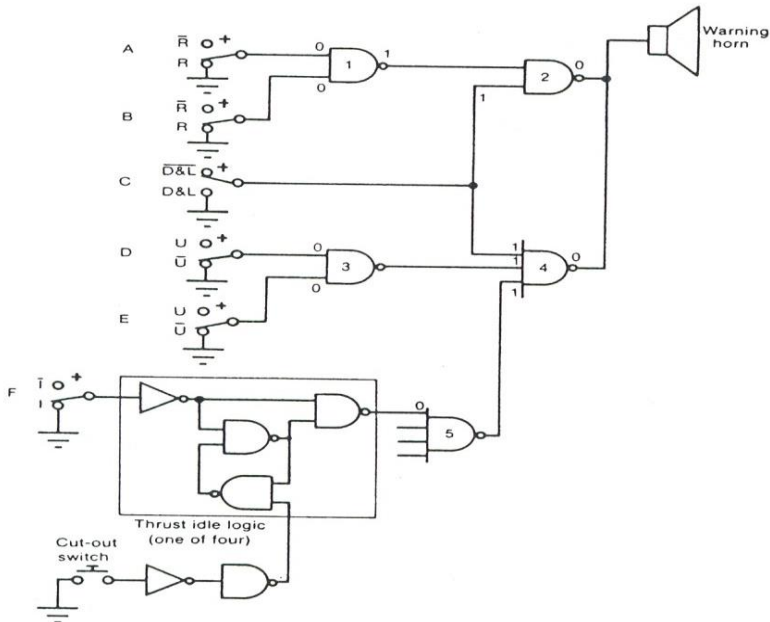 A R̅ + R 0 1 1 2 0 Warning
horn
0 1
B R̅ + R
C D̅&̅L̅ + D&L
D U + U̅ 0 3 1 1 4 0
0 1
E U + U̅
F I̅ + I 0 5
Thrust idle logic
(one of four)
Cut-out
switch